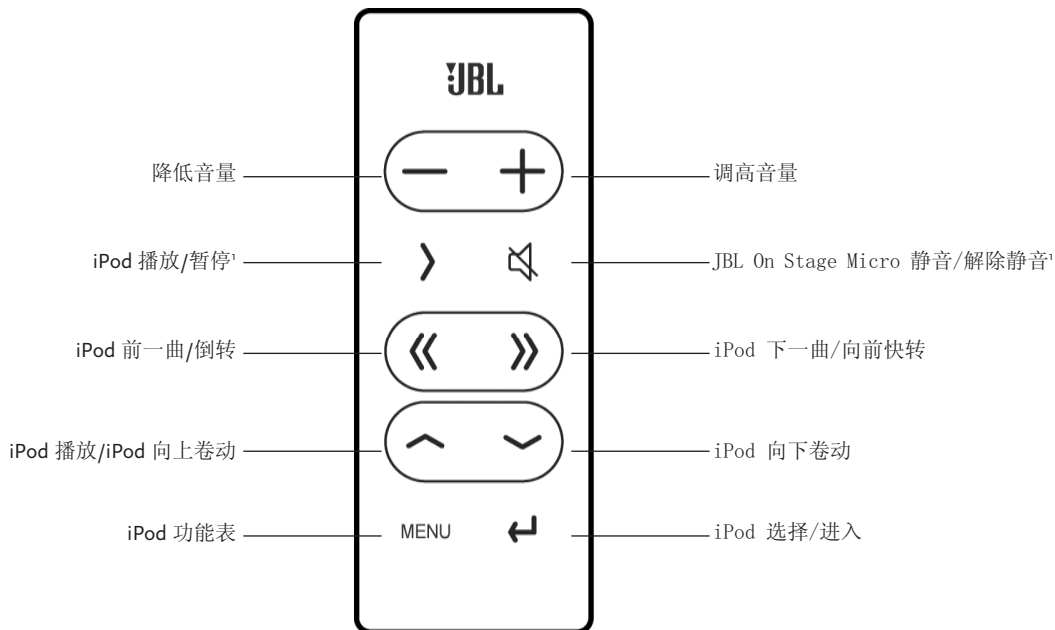 JBL
降低音量
调高音量
iPod 播放/暂停¹
JBL On Stage Micro 静音/解除静音¹
iPod 前一曲/倒转
iPod 下一曲/向前快转
iPod 播放/iPod 向上卷动
iPod 向下卷动
iPod 功能表
MENU
iPod 选择/进入